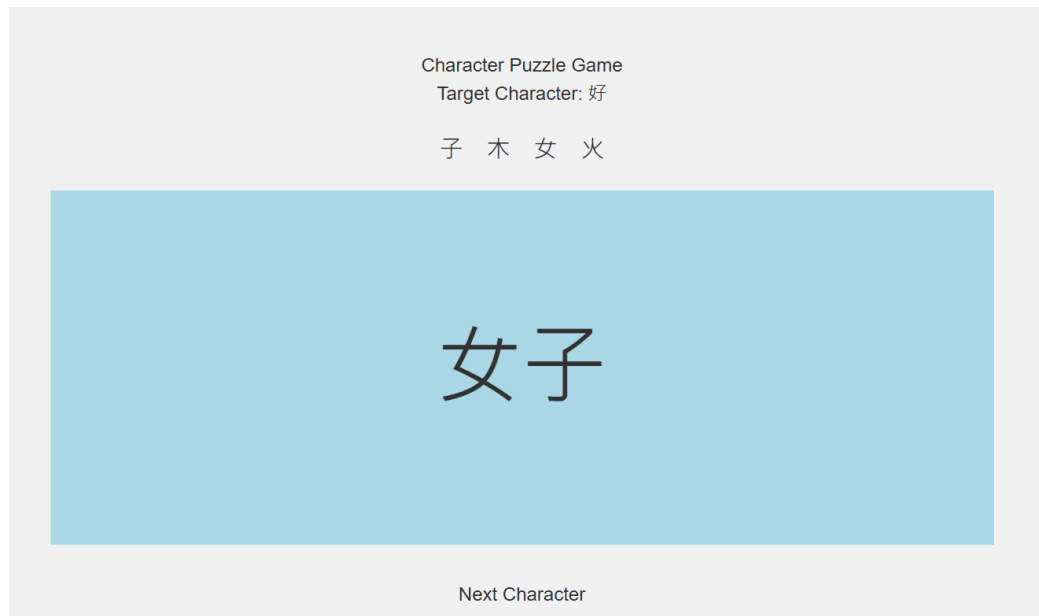 Character Puzzle Game
Target Character: 好
子 木 女 火
女子
Next Character